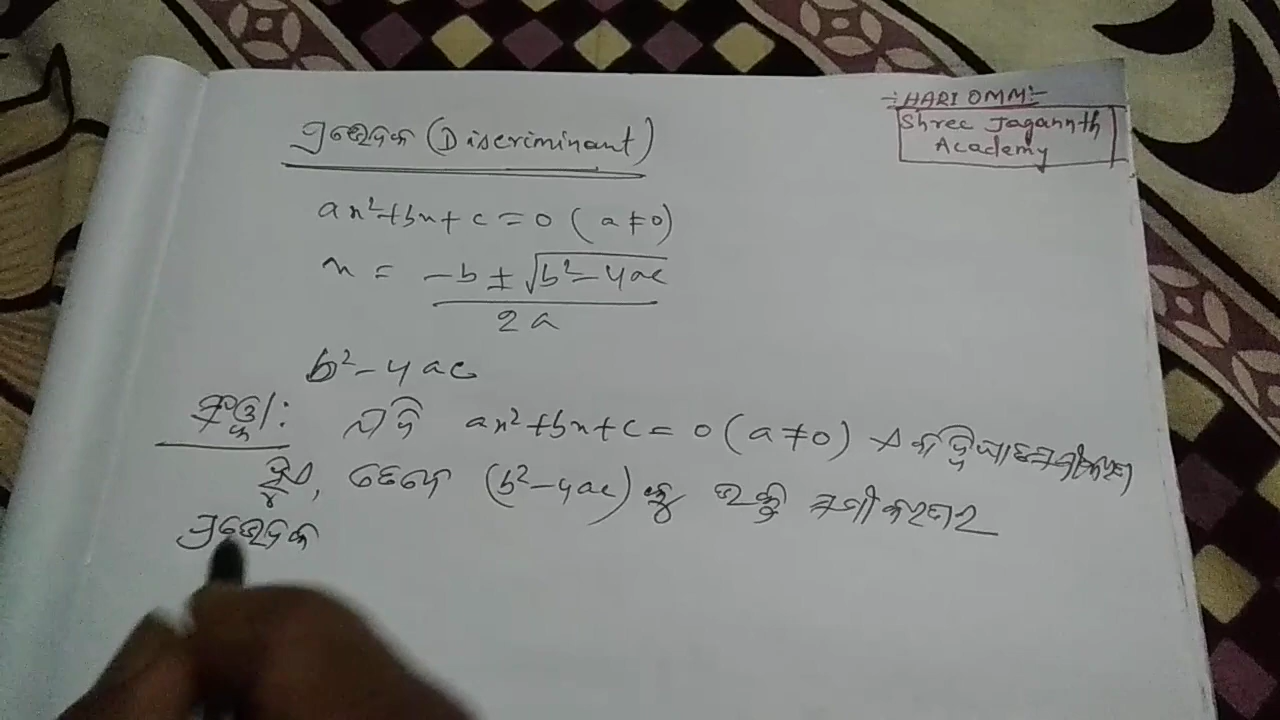 -: HARI OMM:-
Shree Jagannth
Academy
ପ୍ରଭେଦକ (Discriminant)
ax²+bx+c=0 (a≠0)
x = -b±√b²-4ac
2a
b²-4ac
ଯଦି ax²+bx+c=0 (a≠0) ଏକ ଦ୍ୱିଘାତ ସମୀକରଣ
ହୁଏ, ତେବେ (b²-4ac) କୁ ଉକ୍ତ ସମୀକରଣର
ପ୍ରଭେଦକ